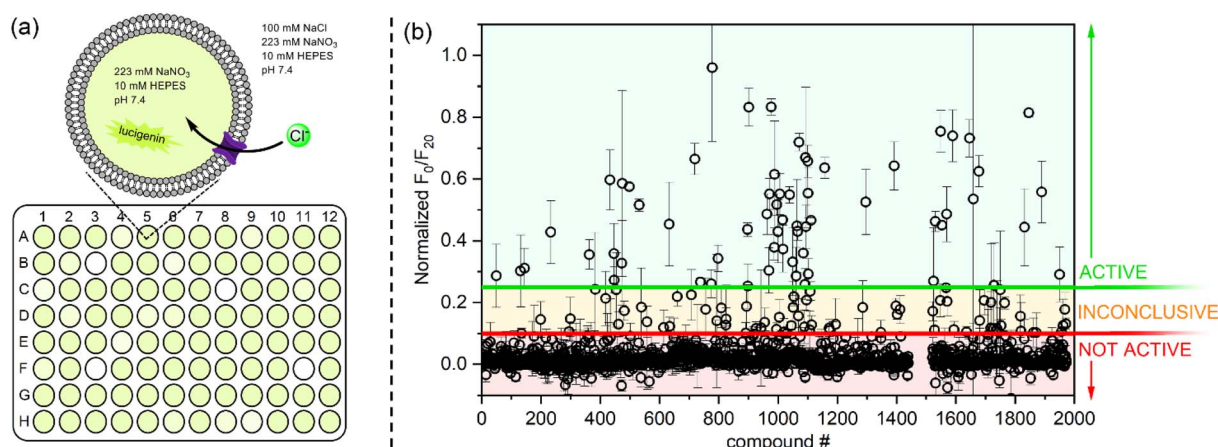 (a)
100 mM NaCl
223 mM NaNO₃
10 mM HEPES
pH 7.4
223 mM NaNO₃
10 mM HEPES
pH 7.4
lucigenin
Cl⁻
1 2 3 4 5 6 7 8 9 10 11 12
A
B
C
D
E
F
G
H
(b)
Normalized F₀/F₂₀
1.0
0.8
0.6
0.4
0.2
0.0
0 200 400 600 800 1000 1200 1400 1600 1800 2000
compound #
ACTIVE
INCONCLUSIVE
NOT ACTIVE